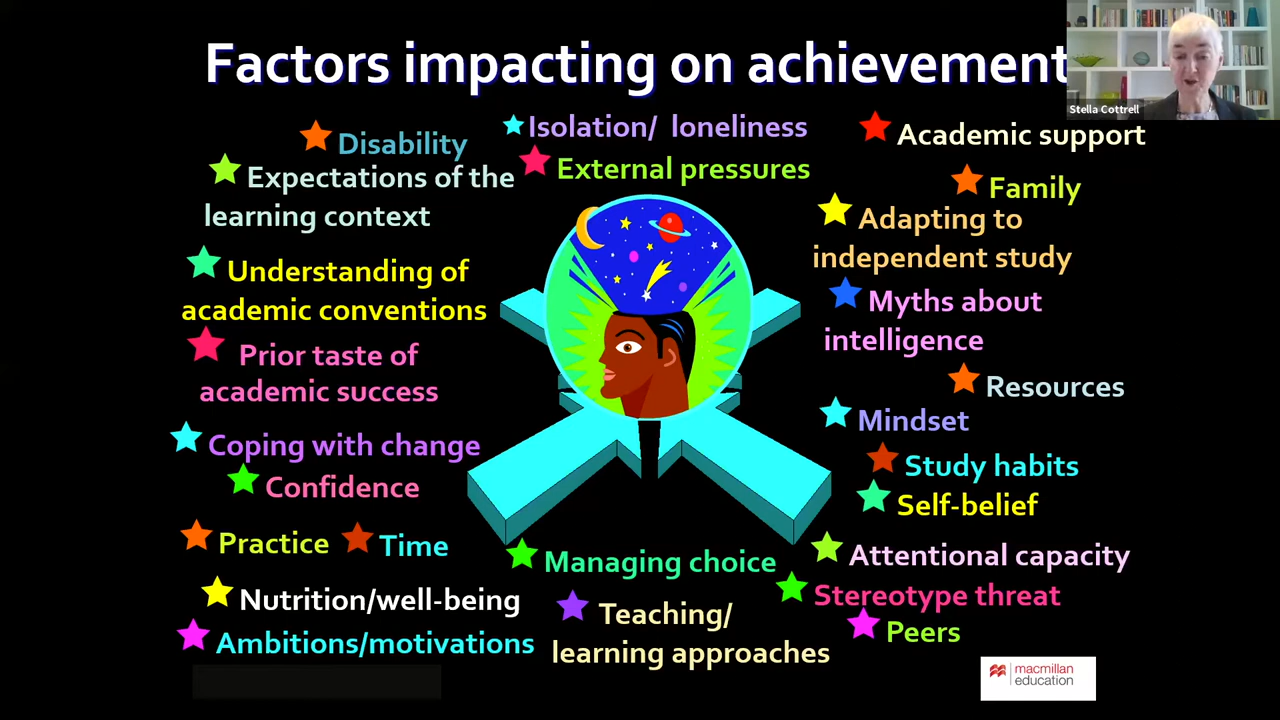 Factors impacting on achievement
Stella Cottrell
Disability
Isolation/ loneliness
Academic support
Expectations of the
learning context
External pressures
Family
Adapting to
independent study
Understanding of
academic conventions
Myths about
intelligence
Prior taste of
academic success
Resources
Mindset
Coping with change
Study habits
Confidence
Self-belief
Practice
Time
Managing choice
Attentional capacity
Nutrition/well-being
Teaching/
learning approaches
Stereotype threat
Peers
Ambitions/motivations
macmillan
education